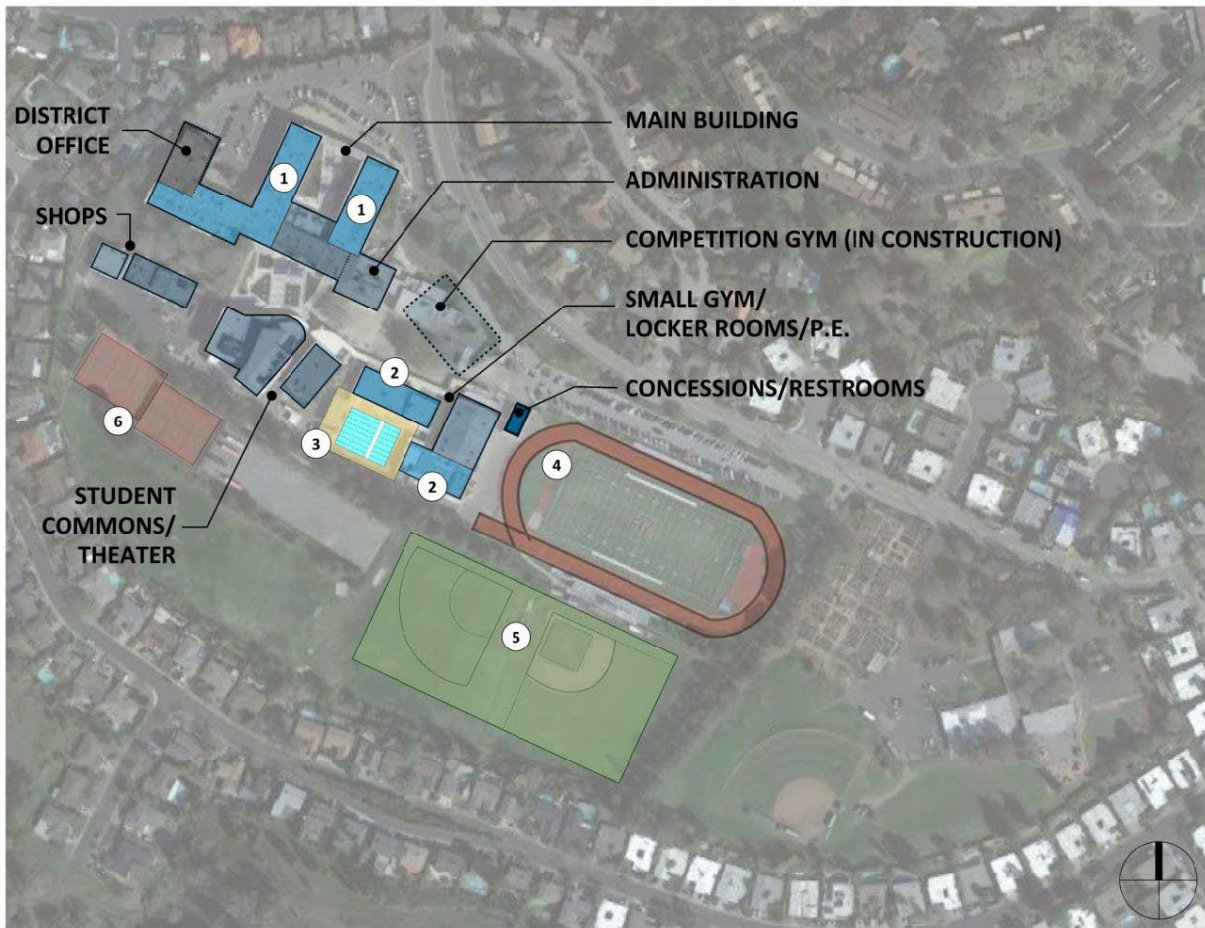 DISTRICT
OFFICE
MAIN BUILDING
1
1
ADMINISTRATION
SHOPS
COMPETITION GYM (IN CONSTRUCTION)
SMALL GYM/
LOCKER ROOMS/P.E.
2
CONCESSIONS/RESTROOMS
6
3
4
2
STUDENT
COMMONS/
THEATER
5